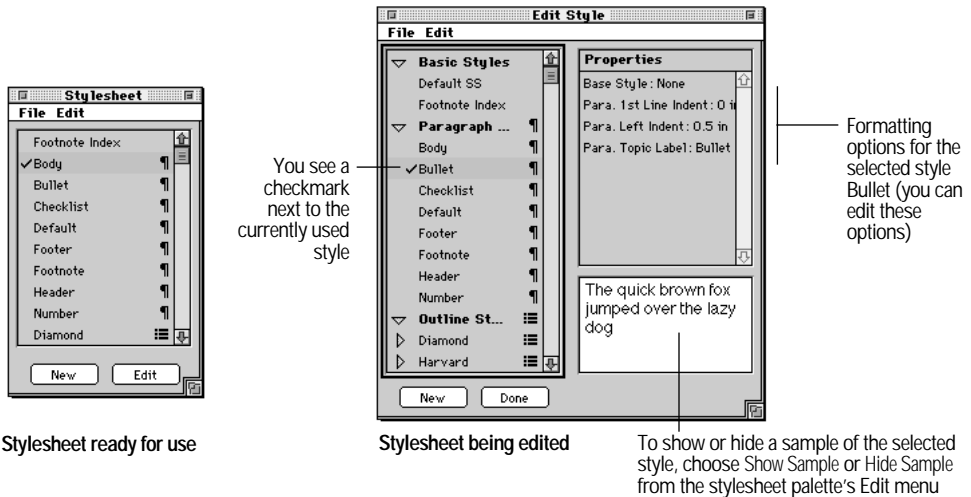 Stylesheet
File Edit
Footnote Index
✓Body ¶
Bullet ¶
Checklist ¶
Default ¶
Footer ¶
Footnote ¶
Header ¶
Number ¶
Diamond
New Edit
Stylesheet ready for use
You see a
checkmark
next to the
currently used
style
Edit Style
File Edit
Basic Styles
Default SS
Footnote Index
Paragraph ... ¶
Body ¶
✓Bullet ¶
Checklist ¶
Default ¶
Footer ¶
Footnote ¶
Header ¶
Number ¶
Outline St...
Diamond
Harvard
New Done
Properties
Base Style: None
Para. 1st Line Indent: 0 in
Para. Left Indent: 0.5 in
Para. Topic Label: Bullet
The quick brown fox
jumped over the lazy
dog
Stylesheet being edited
Formatting
options for the
selected style
Bullet (you can
edit these
options)
To show or hide a sample of the selected
style, choose Show Sample or Hide Sample
from the stylesheet palette's Edit menu